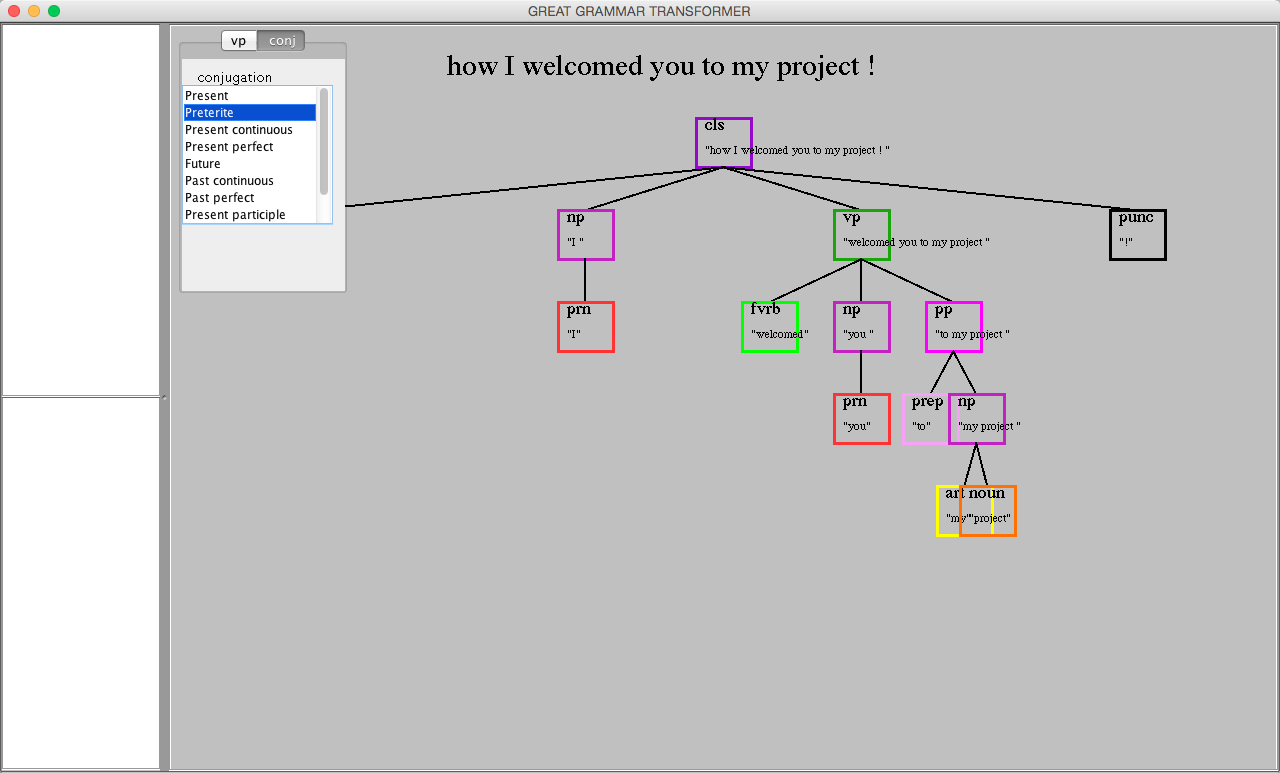 GREAT GRAMMAR TRANSFORMER
vp conj
conjugation
Present
Preterite
Present continuous
Present perfect
Future
Past continuous
Past perfect
Present participle
how I welcomed you to my project !
cls
"how I welcomed you to my project ! "
np vp punc
"I " "welcomed you to my project " "!"
prn fvrb np pp
"I" "welcomed" "you " "to my project "
prn prep np
"you" "to" "my project "
art noun
"my" "project"